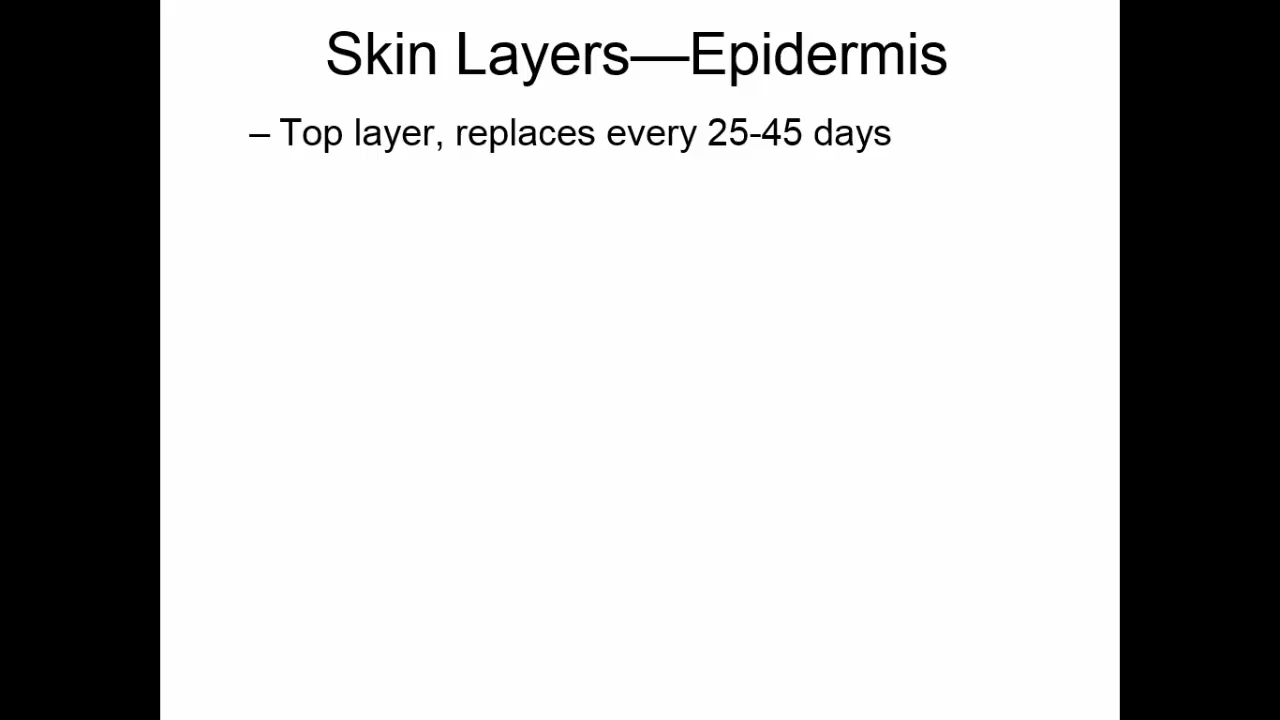 Skin Layers—Epidermis
– Top layer, replaces every 25-45 days